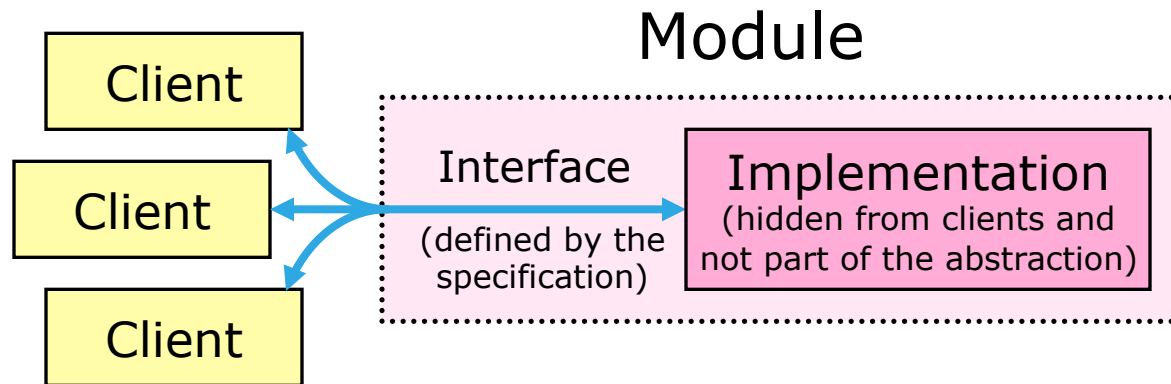 Module
Client
Client
Client
Interface
(defined by the
specification)
Implementation
(hidden from clients and
not part of the abstraction)